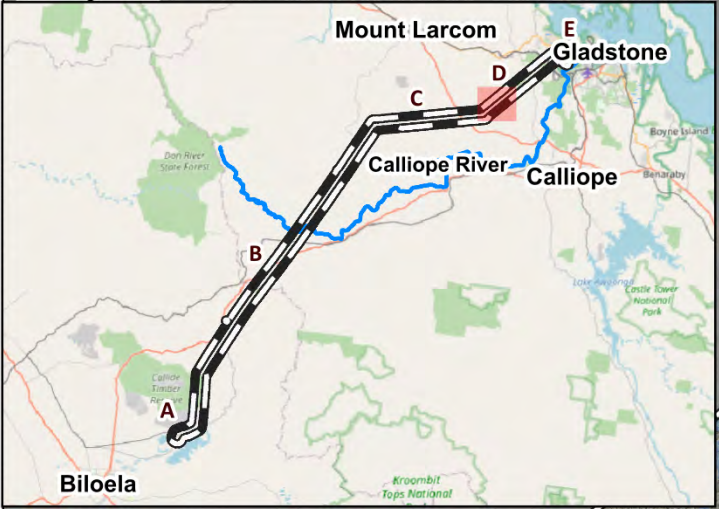 Mount Larcom
E
Gladstone
D
C
Boyne Island
Don River
State Forest
Calliope River
Calliope
Benaraby
B
Lake Awoonga
Castle Tower
National
Park
Callide
Timber
Reserve
A
Biloela
Kroombit
Tops National